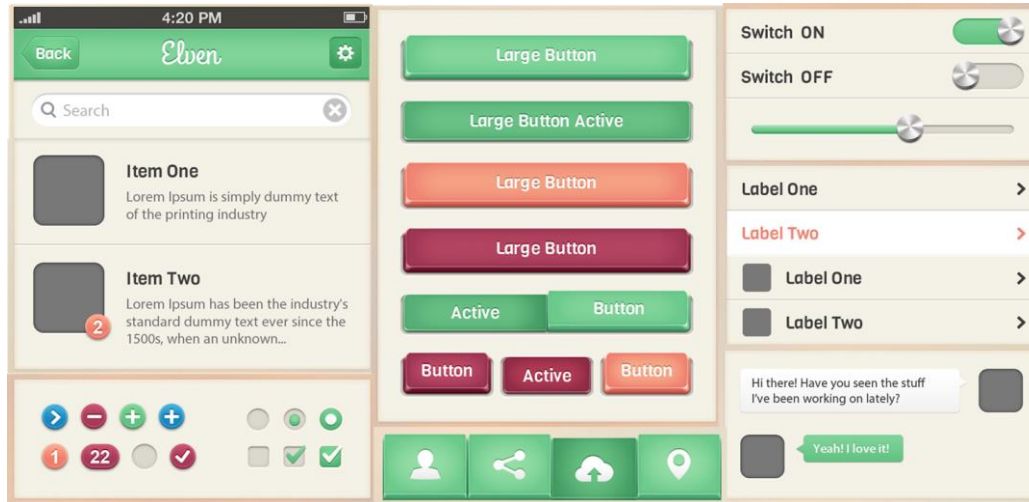 4:20 PM
Back
Elven
Search
Item One
Lorem Ipsum is simply dummy text
of the printing industry
Item Two
Lorem Ipsum has been the industry's
standard dummy text ever since the
1500s, when an unknown...
2
1
22
Large Button
Large Button Active
Large Button
Large Button
Active
Button
Button
Active
Button
Switch ON
Switch OFF
Label One
Label Two
Label One
Label Two
Hi there! Have you seen the stuff
I've been working on lately?
Yeah! I love it!